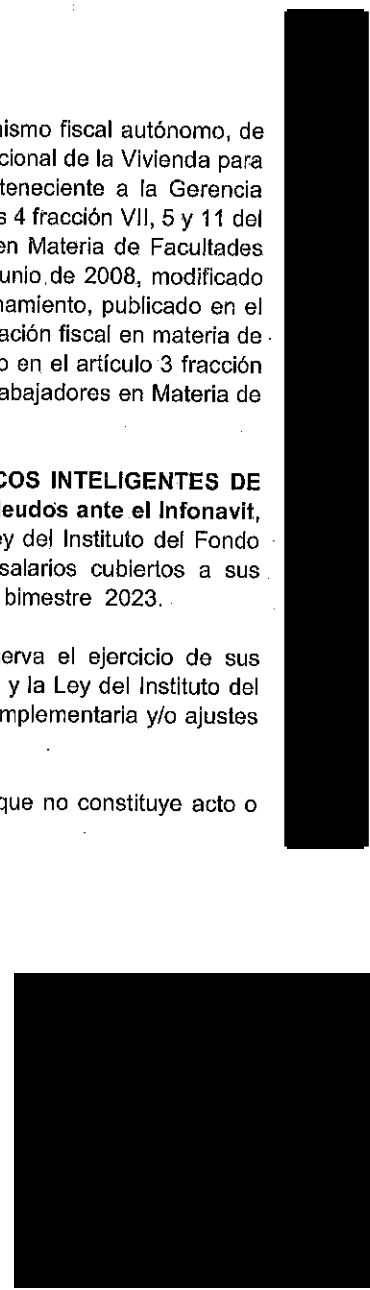 nismo fiscal autónomo, de
cional de la Vivienda para
teneciente a la Gerencia
s 4 fracción VII, 5 y 11 del
en Materia de Facultades
unio de 2008, modificado
namiento, publicado en el
ación fiscal en materia de
o en el artículo 3 fracción
abajadores en Materia de
COS INTELIGENTES DE
leudos ante el Infonavit,
ey del Instituto del Fondo
salarios cubiertos a sus
bimestre 2023.
serva el ejercicio de sus
y la Ley del Instituto del
mplementaria y/o ajustes
que no constituye acto o